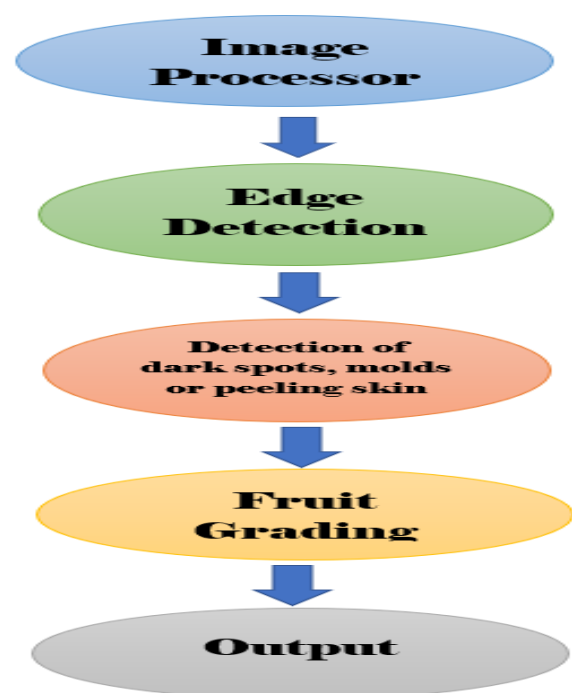 Image
Processor
Edge
Detection
Detection of
dark spots, molds
or peeling skin
Fruit
Grading
Output